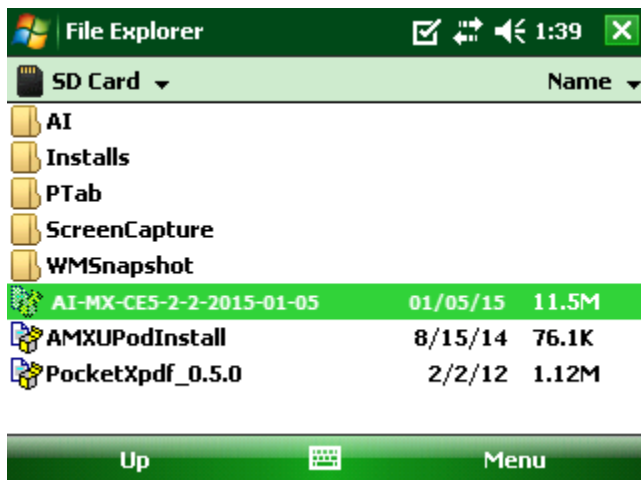 File Explorer 1:39
SD Card Name
AI
Installs
PTab
ScreenCapture
WMSnapshot
AI-MX-CE5-2-2-2015-01-05 01/05/15 11.5M
AMXUPodInstall 8/15/14 76.1K
PocketXpdf_0.5.0 2/2/12 1.12M
Up Menu